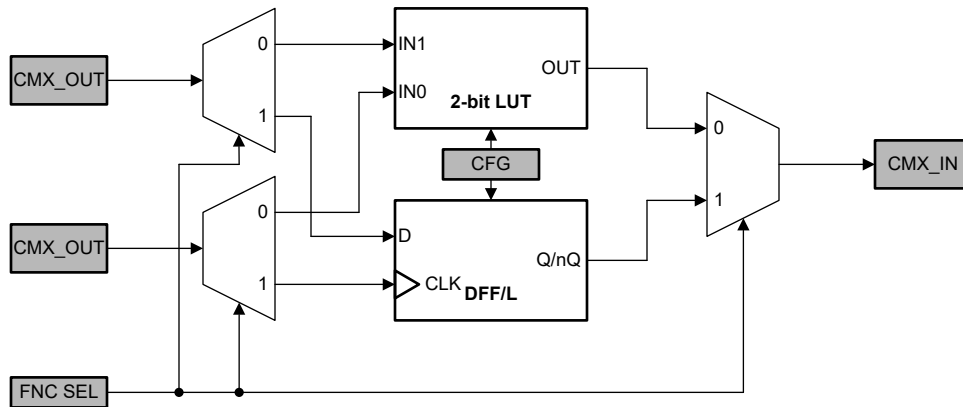 0
CMX_OUT
1
IN1
IN0
OUT
2-bit LUT
CFG
0
1
CMX_IN
0
CMX_OUT
1
D
CLK
Q/nQ
DFF/L
FNC SEL